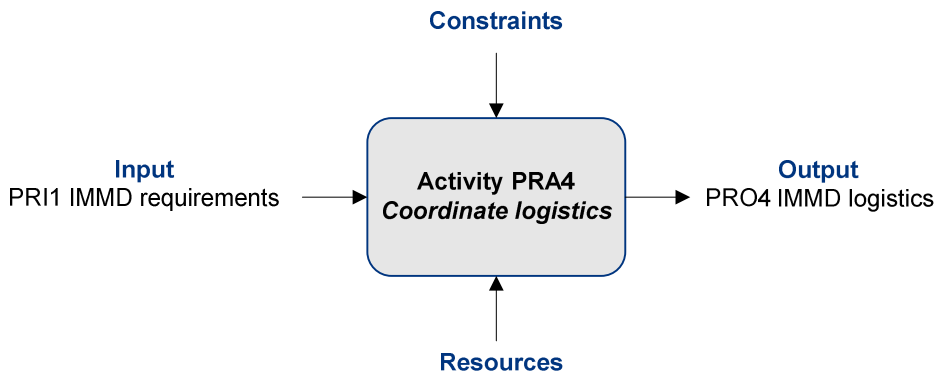 Constraints
Input
PRI1 IMMD requirements
Activity PRA4
Coordinate logistics
Output
PRO4 IMMD logistics
Resources